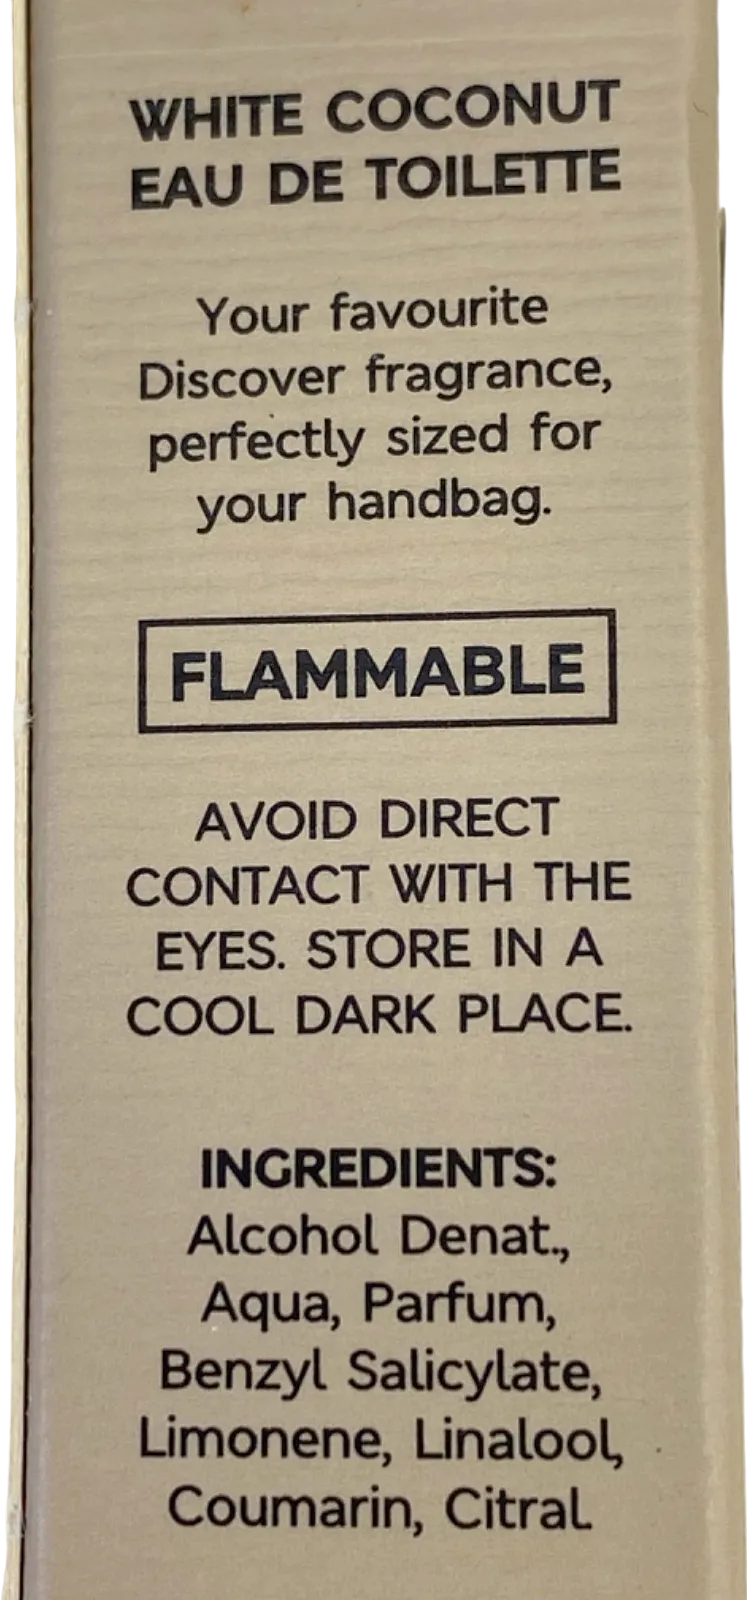 WHITE COCONUT
EAU DE TOILETTE
Your favourite
Discover fragrance,
perfectly sized for
your handbag.
FLAMMABLE
AVOID DIRECT
CONTACT WITH THE
EYES. STORE IN A
COOL DARK PLACE.
INGREDIENTS:
Alcohol Denat.,
Aqua, Parfum,
Benzyl Salicylate,
Limonene, Linalool,
Coumarin, Citral.